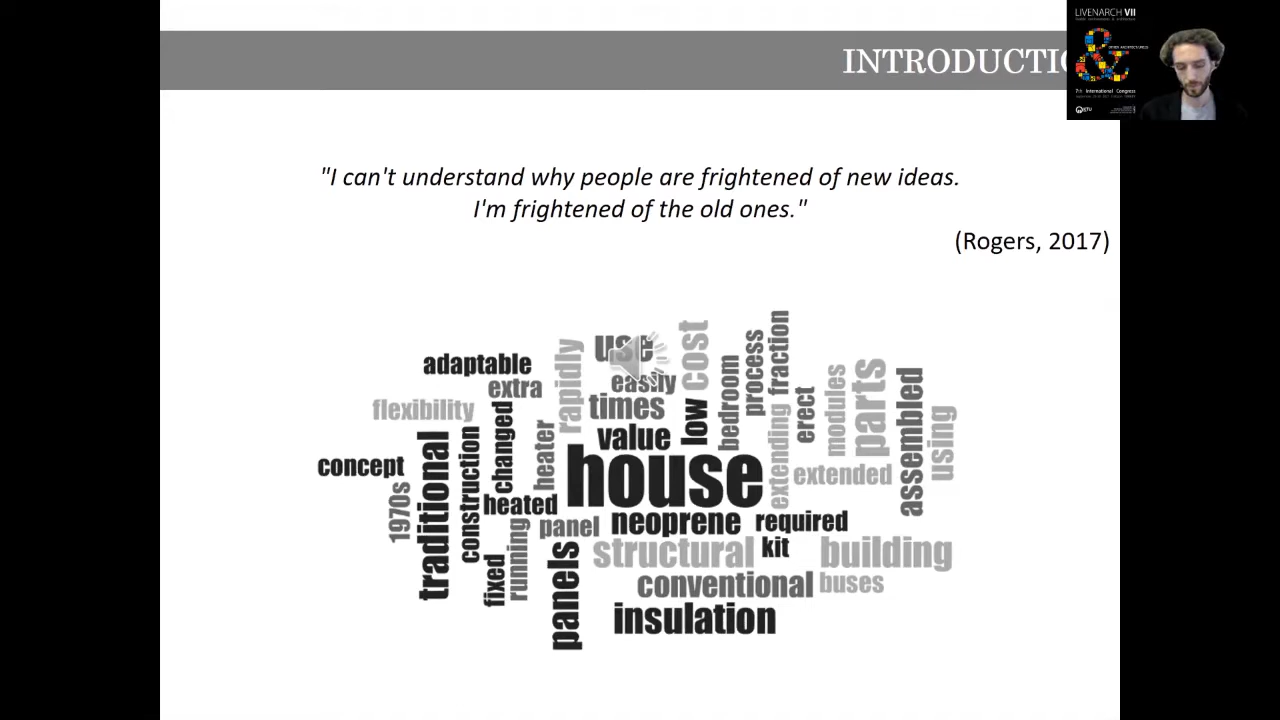 INTRODUCTIO
LIVENARCH VII
OTHER ARCHITECTURE(S)
7th International Congress
KTU
"I can't understand why people are frightened of new ideas.
I'm frightened of the old ones."
(Rogers, 2017)
use
cost
fraction
process
adaptable
rapidly
extra
easily
bedroom
modules
parts
assembled
flexibility
times
low
erect
using
changed
value
extending
traditional
construction
heater
house
concept
extended
1970s
heated
panel
neoprene
required
running
structural
kit
building
fixed
panels
conventional
buses
insulation